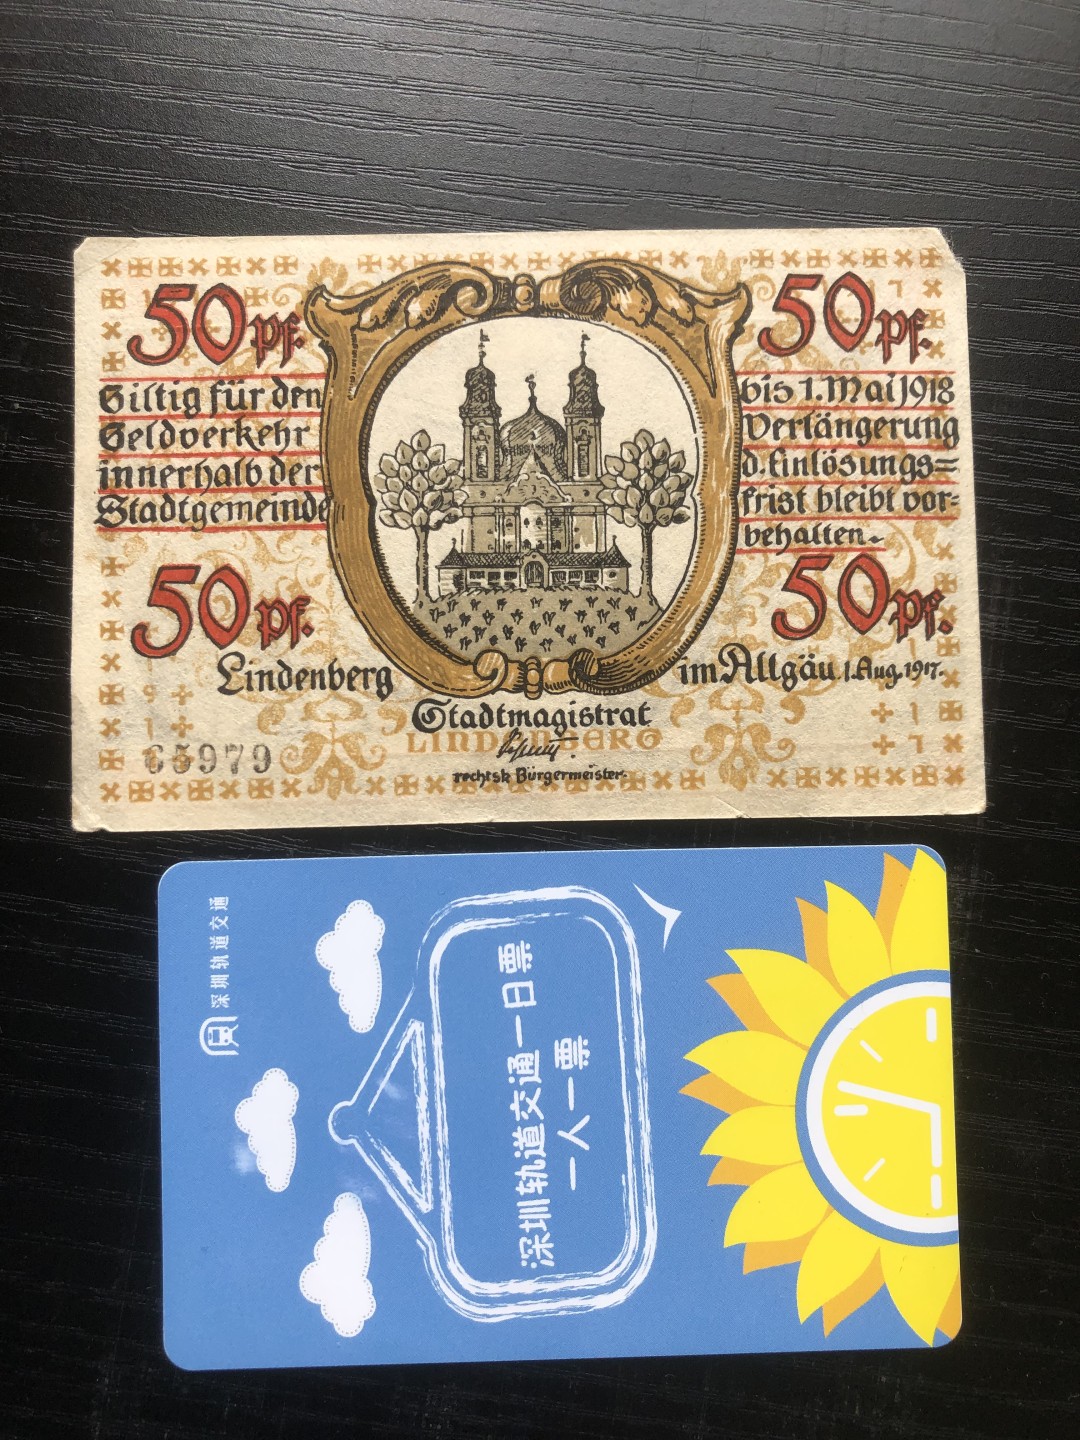 50 Pf.
50 Pf.
Giltig für den
Geldverkehr
innerhalb der
Stadtgemeinde
bis 1. Mai 1918
Verlängerung
d. Einlösungs=
frist bleibt vor-
behalten.
50 Pf.
50 Pf.
Lindenberg im Allgäu 1. Aug. 1917.
Stadtmagistrat
LINDENBERG
rechtsk Bürgermeister.
65979
深圳轨道交通
深圳轨道交通一日票
一人一票